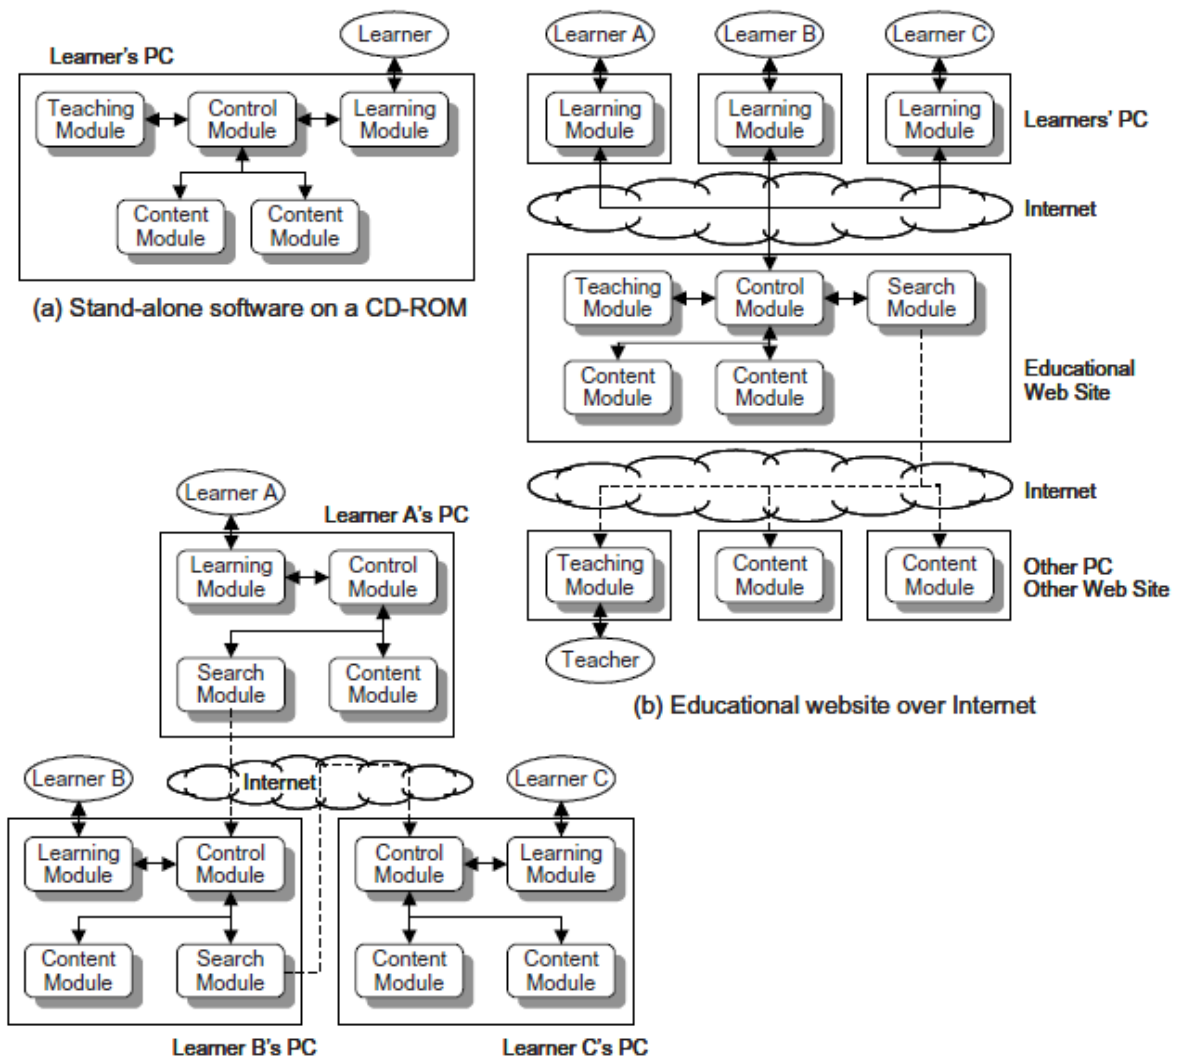 Learner
Learner's PC
Teaching
Module
Control
Module
Learning
Module
Content
Module
Content
Module
(a) Stand-alone software on a CD-ROM
Learner A
Learner B
Learner C
Learning
Module
Learning
Module
Learning
Module
Learners' PC
Internet
Teaching
Module
Control
Module
Search
Module
Content
Module
Content
Module
Educational
Web Site
Internet
Teaching
Module
Content
Module
Content
Module
Other PC
Other Web Site
Teacher
(b) Educational website over Internet
Learner A
Learner A's PC
Learning
Module
Control
Module
Search
Module
Content
Module
Learner B
Internet
Learner C
Learning
Module
Control
Module
Content
Module
Search
Module
Learner B's PC
Control
Module
Learning
Module
Content
Module
Content
Module
Learner C's PC